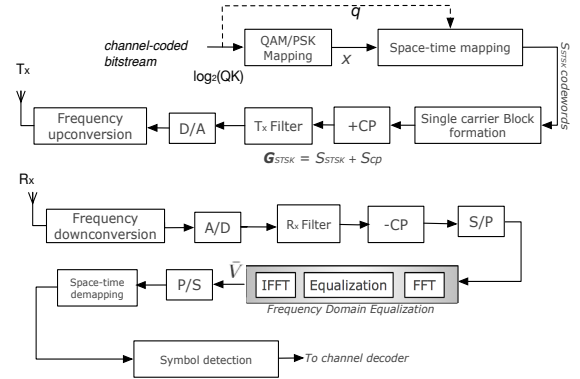 q
channel-coded
bitstream
QAM/PSK
Mapping
x
Space-time mapping
log₂(QK)
S_STSK codewords
Tx
Frequency
upconversion
D/A
Tx Filter
+CP
Single carrier Block
formation
G_STSK = S_STSK + S_cp
Rx
Frequency
downconversion
A/D
Rx Filter
-CP
S/P
Space-time
demapping
P/S
V̄
IFFT
Equalization
FFT
Frequency Domain Equalization
Symbol detection
To channel decoder